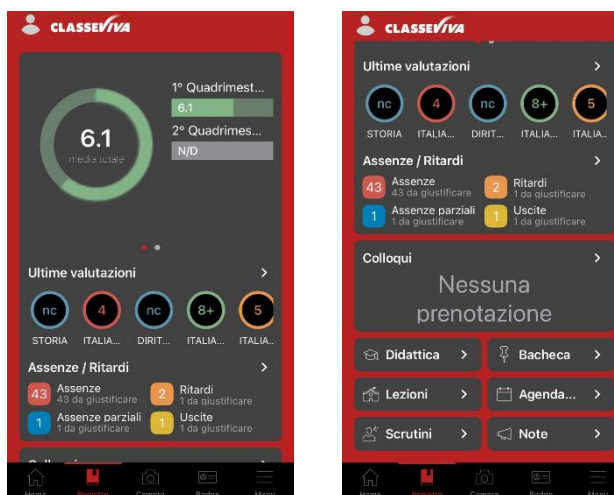 CLASSEVIVA
1° Quadrimest...
6.1
2° Quadrimes...
N/D
6.1
media totale
Ultime valutazioni
nc 4 nc 8+ 5
STORIA ITALIA... DIRIT... ITALIA... ITALIA..
Assenze / Ritardi
43 Assenze 2 Ritardi
43 da giustificare 1 da giustificare
1 Assenze parziali 1 Uscite
1 da giustificare 1 da giustificare
Registro Camera Badge Menu
CLASSEVIVA
Ultime valutazioni
nc 4 nc 8+ 5
STORIA ITALIA... DIRIT... ITALIA... ITALIA..
Assenze / Ritardi
43 Assenze 2 Ritardi
43 da giustificare 1 da giustificare
1 Assenze parziali 1 Uscite
1 da giustificare 1 da giustificare
Colloqui
Nessuna
prenotazione
Didattica Bacheca
Lezioni Agenda...
Scrutini Note
Home Registro Camera Badge Menu